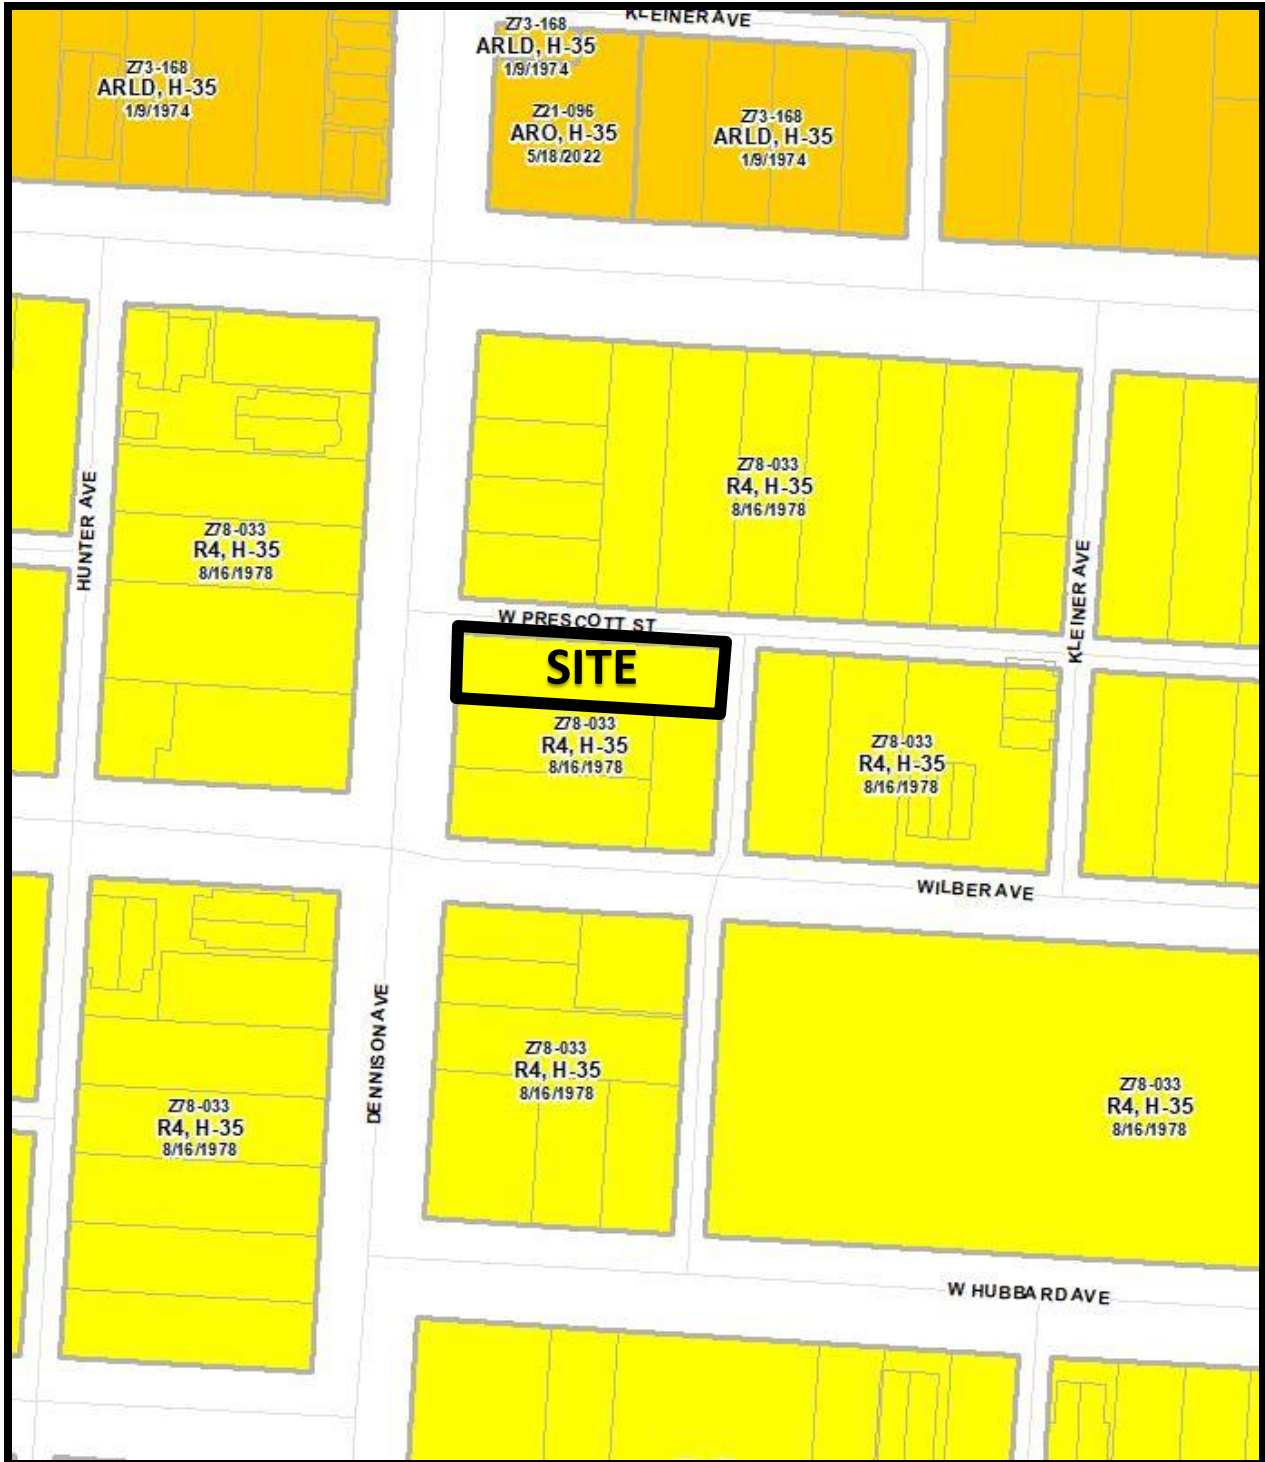 KLEINER AVE
Z73-168
ARLD, H-35
1/9/1974
Z73-168
ARLD, H-35
1/9/1974
Z21-096
ARO, H-35
5/18/2022
Z73-168
ARLD, H-35
1/9/1974
HUNTER AVE
Z78-033
R4, H-35
8/16/1978
Z78-033
R4, H-35
8/16/1978
KLEINER AVE
W PRESCOTT ST
SITE
Z78-033
R4, H-35
8/16/1978
Z78-033
R4, H-35
8/16/1978
WILBER AVE
DENNISON AVE
Z78-033
R4, H-35
8/16/1978
Z78-033
R4, H-35
8/16/1978
Z78-033
R4, H-35
8/16/1978
W HUBBARD AVE